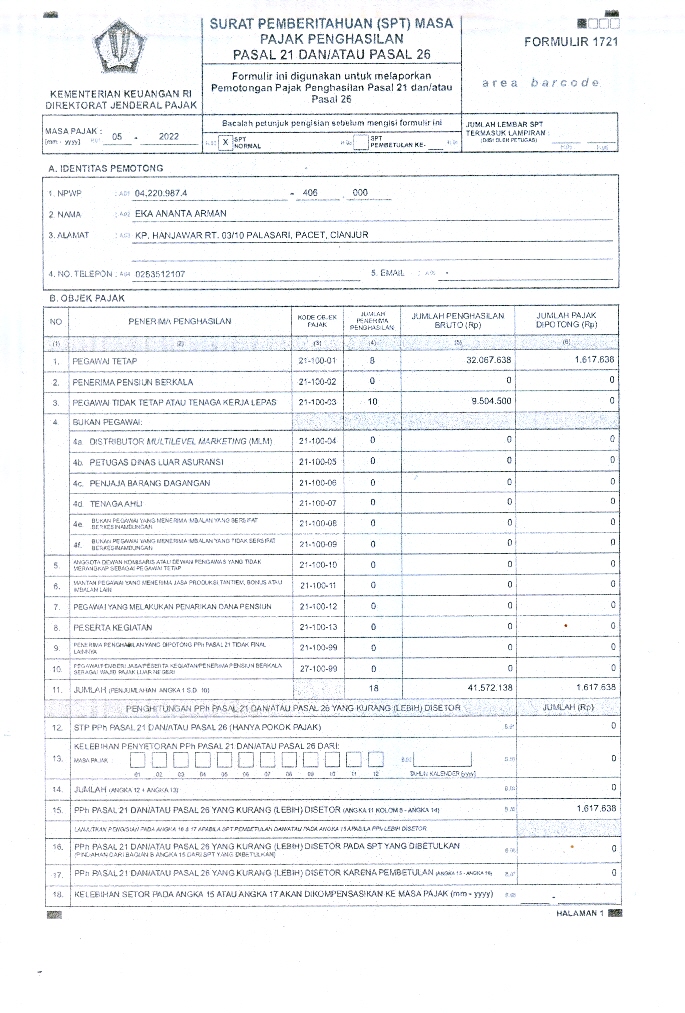 SURAT PEMBERITAHUAN (SPT) MASA
PAJAK PENGHASILAN
PASAL 21 DAN/ATAU PASAL 26
FORMULIR 1721
Formulir ini digunakan untuk melaporkan
Pemotongan Pajak Penghasilan Pasal 21 dan/atau
Pasal 26
area barcode
KEMENTERIAN KEUANGAN RI
DIREKTORAT JENDERAL PAJAK
MASA PAJAK :
[mm - yyyy] 05 - 2022
Bacalah petunjuk pengisian sebelum mengisi formulir ini
X SPT NORMAL
SPT PEMBETULAN KE-
JUMLAH LEMBAR SPT
TERMASUK LAMPIRAN :
(DIISI OLEH PETUGAS)
A. IDENTITAS PEMOTONG
1. NPWP : A.01 04.220.987.4 - 406 . 000
2. NAMA : A.02 EKA ANANTA ARMAN
3. ALAMAT : A.03 KP. HANJAWAR RT. 03/10 PALASARI, PACET, CIANJUR
4. NO. TELEPON : A.04 0253512107 5. EMAIL : -
B. OBJEK PAJAK
NO PENERIMA PENGHASILAN KODE OBJEK PAJAK JUMLAH PENERIMA PENGHASILAN JUMLAH PENGHASILAN BRUTO (Rp) JUMLAH PAJAK DIPOTONG (Rp)
(1) (2) (3) (4) (5) (6)
1. PEGAWAI TETAP 21-100-01 8 32.067.638 1.617.638
2. PENERIMA PENSIUN BERKALA 21-100-02 0 0 0
3. PEGAWAI TIDAK TETAP ATAU TENAGA KERJA LEPAS 21-100-03 10 9.504.500 0
4. BUKAN PEGAWAI:
4a. DISTRIBUTOR MULTILEVEL MARKETING (MLM) 21-100-04 0 0 0
4b. PETUGAS DINAS LUAR ASURANSI 21-100-05 0 0 0
4c. PENJAJA BARANG DAGANGAN 21-100-06 0 0 0
4d. TENAGA AHLI 21-100-07 0 0 0
4e. BUKAN PEGAWAI YANG MENERIMA IMBALAN YANG BERSIFAT BERKESINAMBUNGAN 21-100-08 0 0 0
4f. BUKAN PEGAWAI YANG MENERIMA IMBALAN YANG TIDAK BERSIFAT BERKESINAMBUNGAN 21-100-09 0 0 0
5. ANGGOTA DEWAN KOMISARIS ATAU DEWAN PENGAWAS YANG TIDAK MERANGKAP SEBAGAI PEGAWAI TETAP 21-100-10 0 0 0
6. MANTAN PEGAWAI YANG MENERIMA JASA PRODUKSI, TANTIEM, BONUS ATAU IMBALAN LAIN 21-100-11 0 0 0
7. PEGAWAI YANG MELAKUKAN PENARIKAN DANA PENSIUN 21-100-12 0 0 0
8. PESERTA KEGIATAN 21-100-13 0 0 0
9. PENERIMA PENGHASILAN YANG DIPOTONG PPh PASAL 21 TIDAK FINAL LAINNYA 21-100-99 0 0 0
10. PEGAWAI/PEMBERI JASA/PESERTA KEGIATAN/PENERIMA PENSIUN BERKALA SEBAGAI WAJIB PAJAK LUAR NEGERI 27-100-99 0 0 0
11. JUMLAH (PENJUMLAHAN ANGKA 1 S.D. 10) 18 41.572.138 1.617.638
PENGHITUNGAN PPh PASAL 21 DAN/ATAU PASAL 26 YANG KURANG (LEBIH) DISETOR JUMLAH (Rp)
12. STP PPh PASAL 21 DAN/ATAU PASAL 26 (HANYA POKOK PAJAK) 0
13. KELEBIHAN PENYETORAN PPh PASAL 21 DAN/ATAU PASAL 26 DARI:
MASA PAJAK 0
01 02 03 04 05 06 07 08 09 10 11 12 TAHUN KALENDER (yyyy)
14. JUMLAH (ANGKA 12 + ANGKA 13) 0
15. PPh PASAL 21 DAN/ATAU PASAL 26 YANG KURANG (LEBIH) DISETOR (ANGKA 11 KOLOM 6 - ANGKA 14) 1.617.638
LANJUTKAN PENGISIAN PADA ANGKA 16 & 17 APABILA SPT PEMBETULAN DAN/ATAU PADA ANGKA 18 APABILA PPh LEBIH DISETOR
16. PPh PASAL 21 DAN/ATAU PASAL 26 YANG KURANG (LEBIH) DISETOR PADA SPT YANG DIBETULKAN 0
(PINDAHAN DARI BAGIAN B ANGKA 15 DARI SPT YANG DIBETULKAN)
17. PPh PASAL 21 DAN/ATAU PASAL 26 YANG KURANG (LEBIH) DISETOR KARENA PEMBETULAN (ANGKA 15 - ANGKA 16) 0
18. KELEBIHAN SETOR PADA ANGKA 15 ATAU ANGKA 17 AKAN DIKOMPENSASIKAN KE MASA PAJAK (mm - yyyy) -
HALAMAN 1